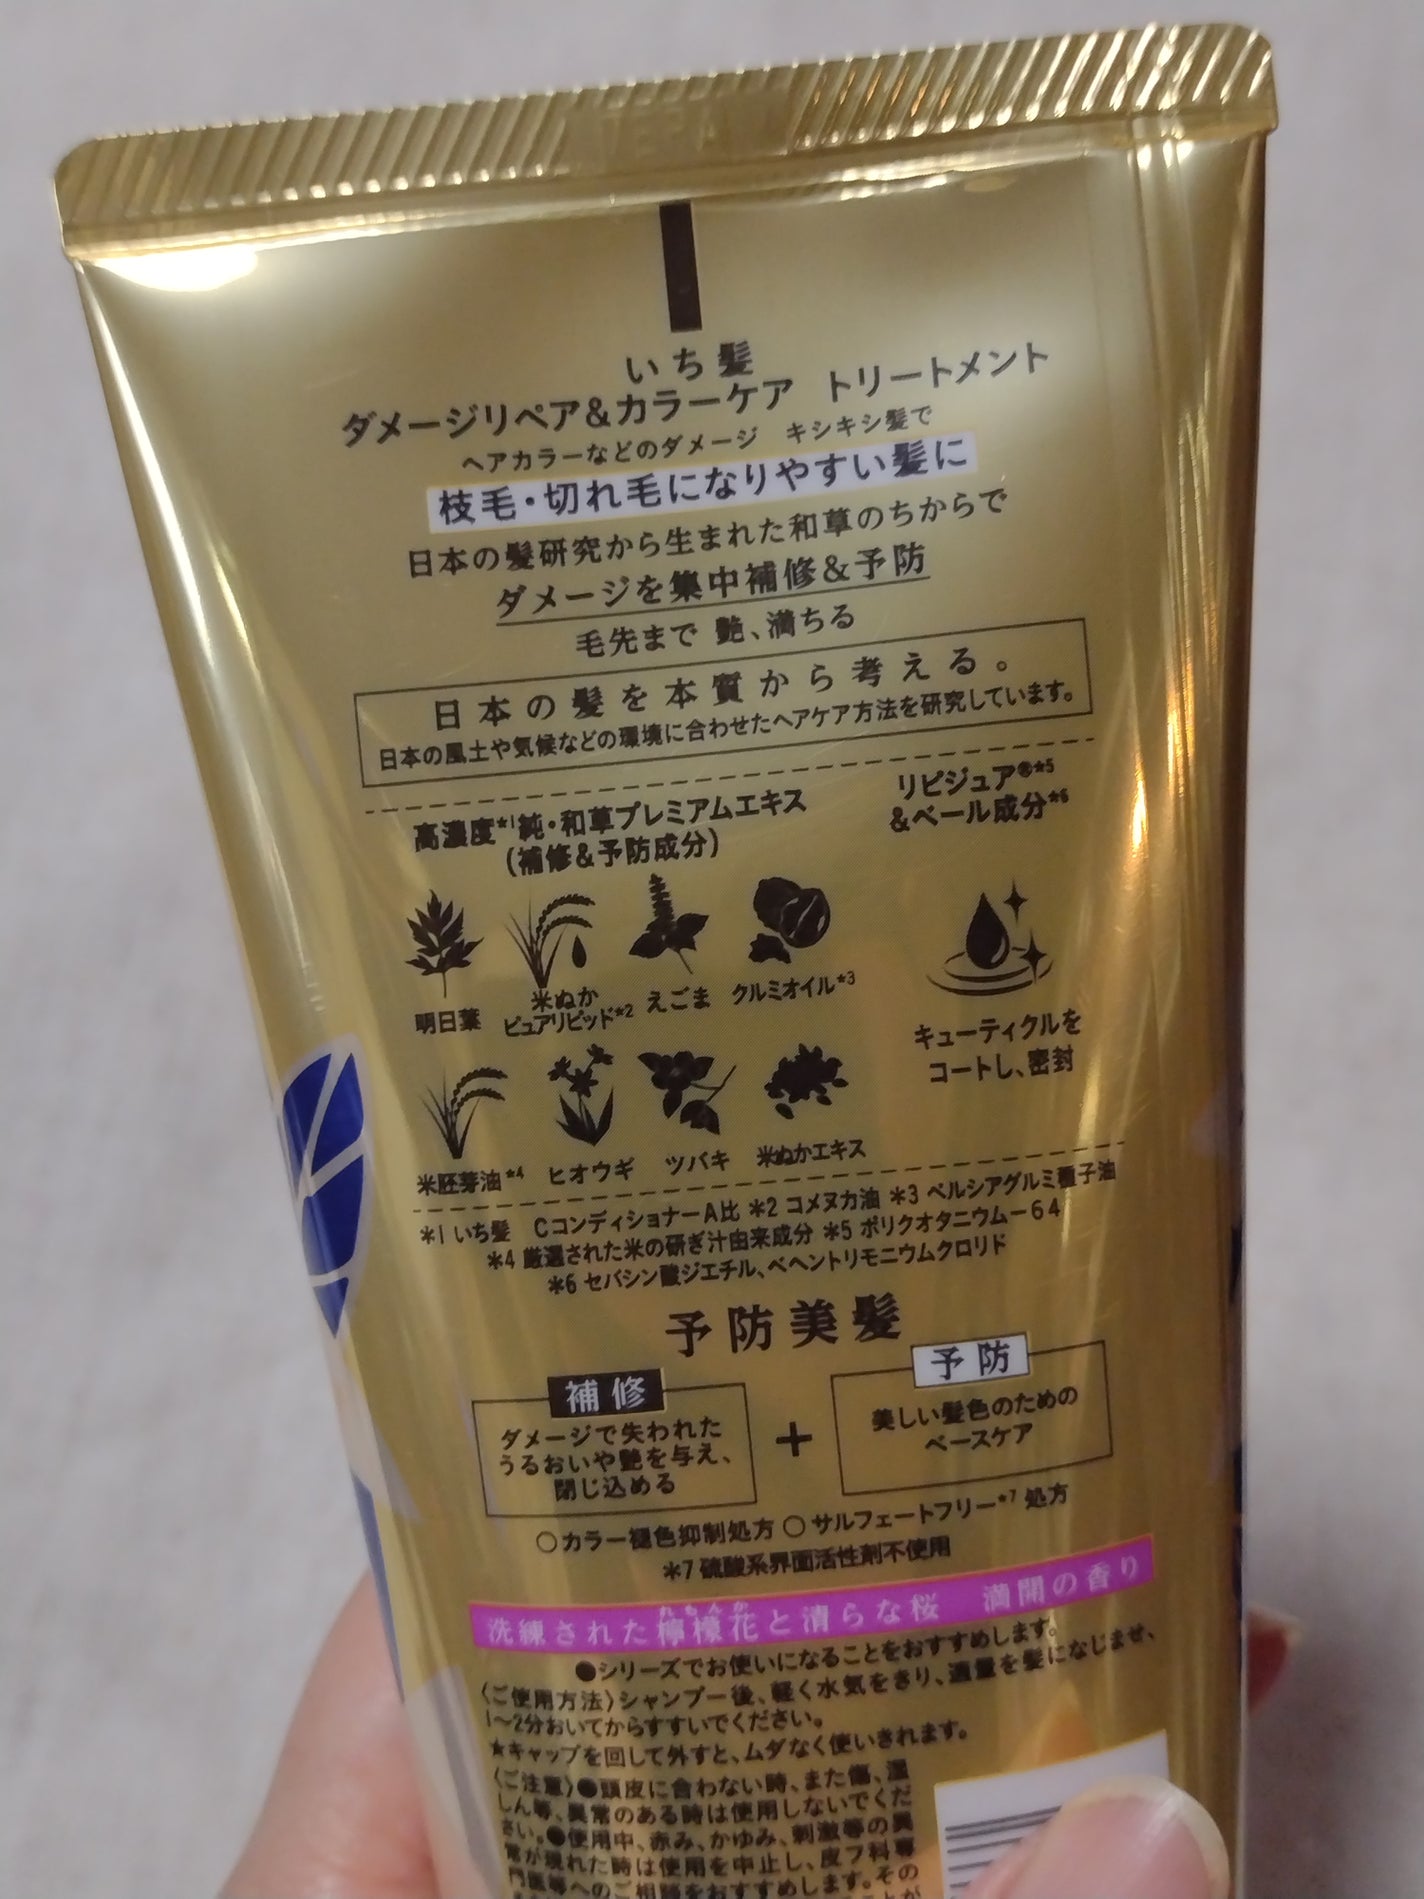 いち髪
ダメージリペア&カラーケア トリートメント
ヘアカラーなどのダメージ キシキシ髪で
枝毛・切れ毛になりやすい髪に
日本の髪研究から生まれた和草のちからで
ダメージを集中補修&予防
毛先まで 艶、満ちる
日本の髪を本質から考える。
日本の風土や気候などの環境に合わせたヘアケア方法を研究しています。
高濃度*1純・和草プレミアムエキス
(補修&予防成分)
リピジュア®*5
&ベール成分*6
明日葉
米ぬか
ピュアリピッド*2
えごま
クルミオイル*3
キューティクルを
コートし、密封
米胚芽油*4
ヒオウギ
ツバキ
米ぬかエキス
*1 いち髪 CコンディショナーA比 *2 コメヌカ油 *3 ペルシアグルミ種子油
*4 厳選された米の研ぎ汁由来成分 *5 ポリクオタニウムー64
*6 セバシン酸ジエチル、ベヘントリモニウムクロリド
予防美髪
補修
ダメージで失われた
うるおいや艶を与え、
閉じ込める
+
予防
美しい髪色のための
ベースケア
○カラー褪色抑制処方 ○サルフェートフリー*7 処方
*7 硫酸系界面活性剤不使用
洗練された檸檬花と清らな桜 満開の香り
●シリーズでお使いになることをおすすめします。
〈ご使用方法〉シャンプー後、軽く水気をきり、適量を髪になじませ、
1〜2分おいてからすすいでください。
★キャップを回して外すと、ムダなく使いきれます。
〈ご注意〉●頭皮に合わない時、また傷、湿
しん等、異常のある時は使用しないでくだ
さい。●使用中、赤み、かゆみ、刺激等の異
常が現れた時は使用を中止し、皮フ科専
門医等へのご相談をおすすめします。その